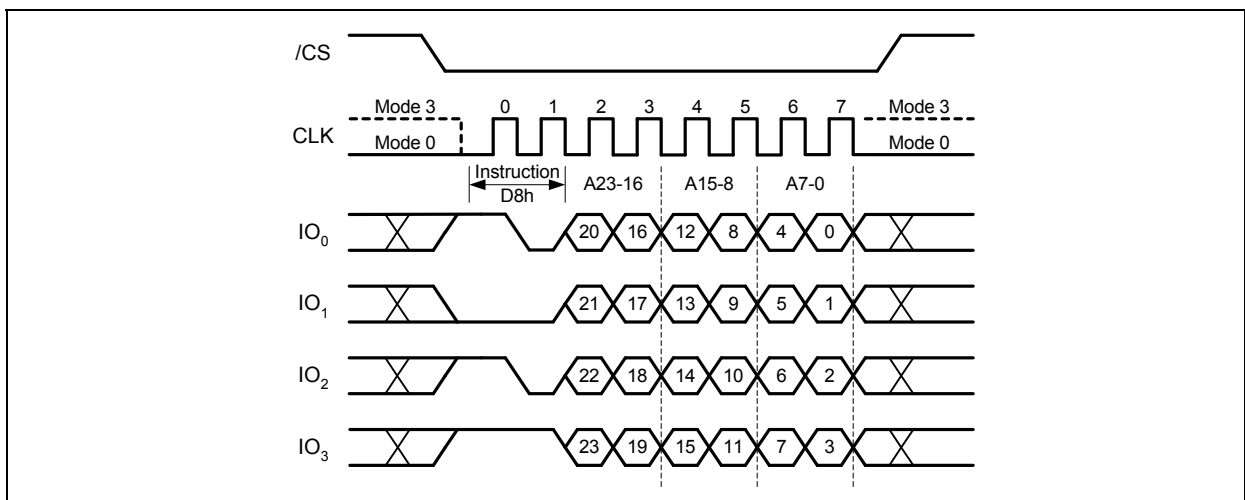 /CS
Mode 3 0 1 2 3 4 5 6 7 Mode 3
CLK
Mode 0 Mode 0
Instruction
D8h
A23-16 A15-8 A7-0
IO0 20 16 12 8 4 0
IO1 21 17 13 9 5 1
IO2 22 18 14 10 6 2
IO3 23 19 15 11 7 3